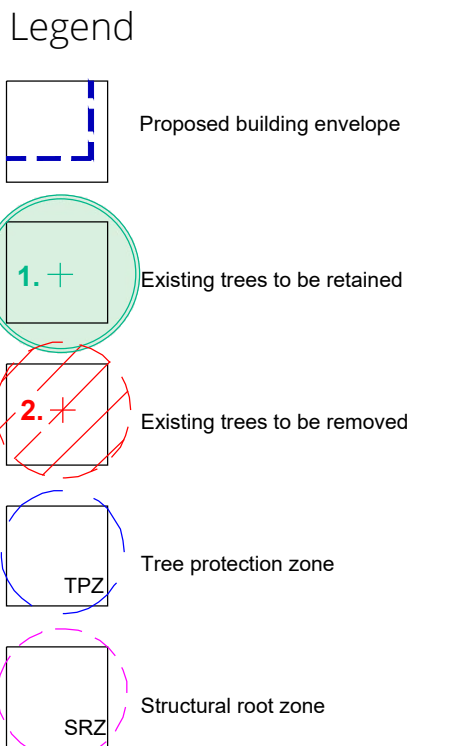 Legend
Proposed building envelope
1.
Existing trees to be retained
2.
Existing trees to be removed
Tree protection zone
TPZ
Structural root zone
SRZ